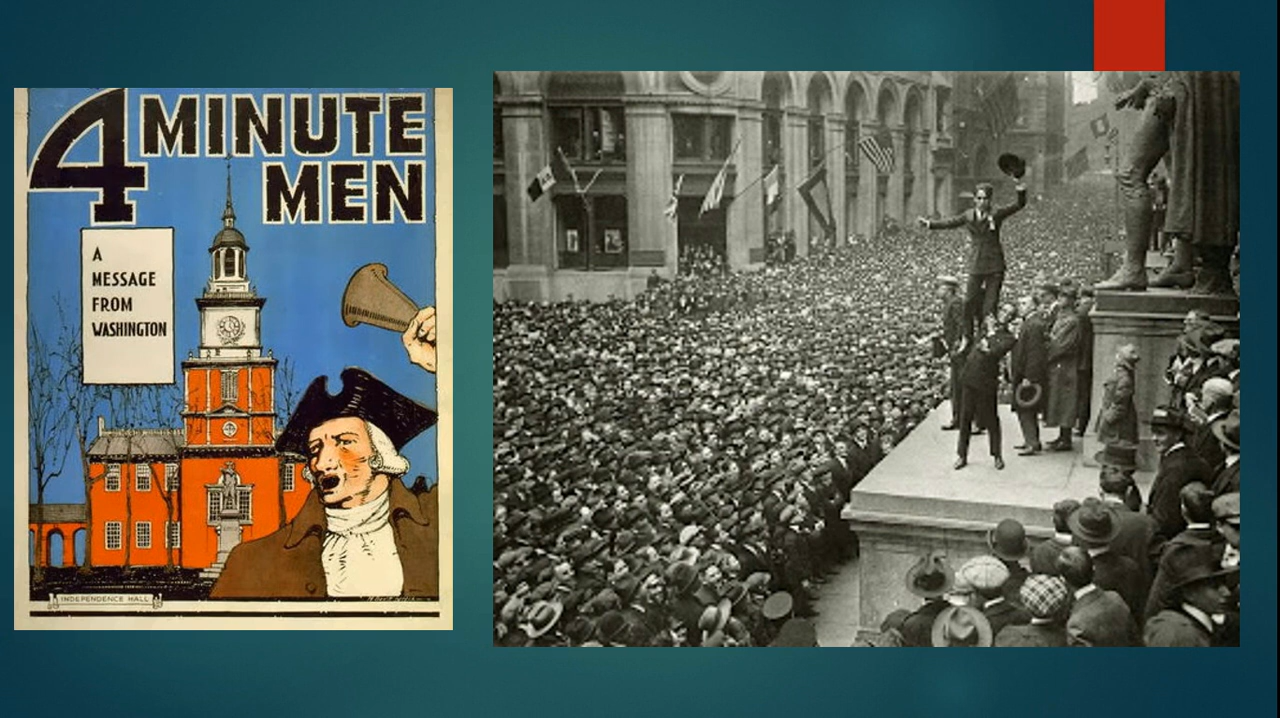 4 MINUTE
MEN
A
MESSAGE
FROM
WASHINGTON
INDEPENDENCE HALL